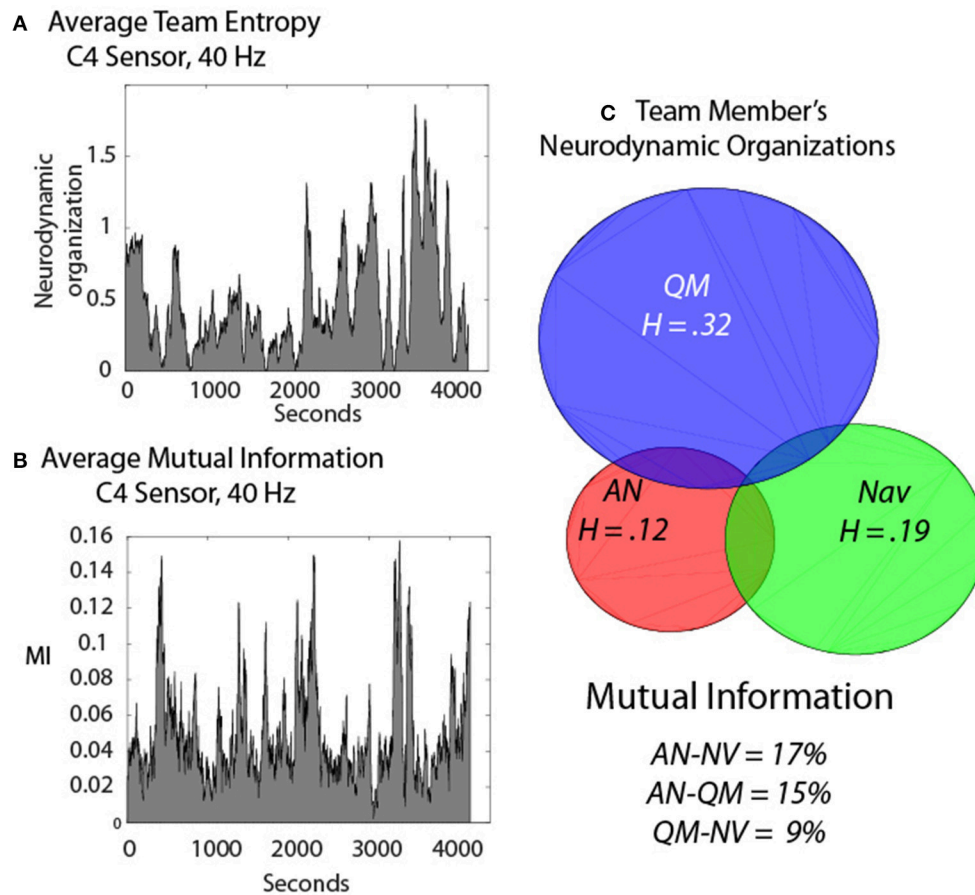 A Average Team Entropy
C4 Sensor, 40 Hz
Neurodynamic
organization
1.5
1
0.5
0
0 1000 2000 3000 4000
Seconds
B Average Mutual Information
C4 Sensor, 40 Hz
MI
0.16
0.14
0.12
0.1
0.08
0.06
0.04
0.02
0
0 1000 2000 3000 4000
Seconds
C Team Member's
Neurodynamic Organizations
QM
H = .32
AN
H = .12
Nav
H = .19
Mutual Information
AN-NV = 17%
AN-QM = 15%
QM-NV = 9%